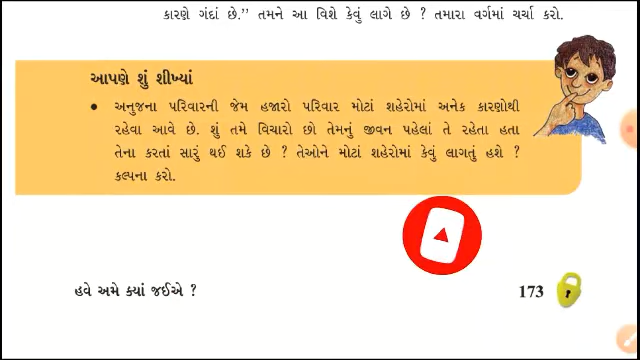 કારણે ગંદાં છે.” તમને આ વિશે કેવું લાગે છે ? તમારા વર્ગમાં ચર્ચા કરો.
આપણે શું શીખ્યાં
• અનુજના પરિવારની જેમ હજારો પરિવાર મોટાં શહેરોમાં અનેક કારણોથી
રહેવા આવે છે. શું તમે વિચારો છો તેમનું જીવન પહેલાં તે રહેતા હતા
તેના કરતાં સારું થઈ શકે છે ? તેઓને મોટાં શહેરોમાં કેવું લાગતું હશે ?
કલ્પના કરો.
હવે અમે ક્યાં જઈએ ? 173